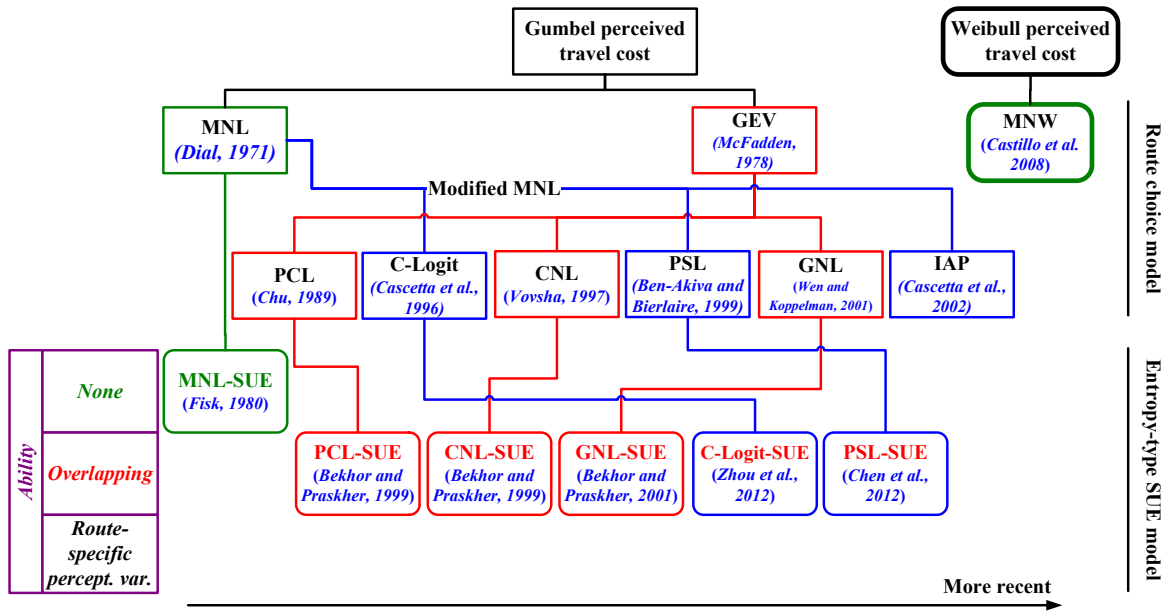 Gumbel perceived
travel cost
Weibull perceived
travel cost
MNL
(Dial, 1971)
GEV
(McFadden,
1978)
MNW
(Castillo et al.
2008)
Route choice model
Modified MNL
PCL
(Chu, 1989)
C-Logit
(Cascetta et al.,
1996)
CNL
(Vovsha, 1997)
PSL
(Ben-Akiva and
Bierlaire, 1999)
GNL
(Wen and
Koppelman, 2001)
IAP
(Cascetta et al.,
2002)
Ability
None
Overlapping
Route-
specific
percept. var.
MNL-SUE
(Fisk, 1980)
PCL-SUE
(Bekhor and
Praskher, 1999)
CNL-SUE
(Bekhor and
Praskher, 1999)
GNL-SUE
(Bekhor and
Praskher, 2001)
C-Logit-SUE
(Zhou et al.,
2012)
PSL-SUE
(Chen et al.,
2012)
Entropy-type SUE model
More recent